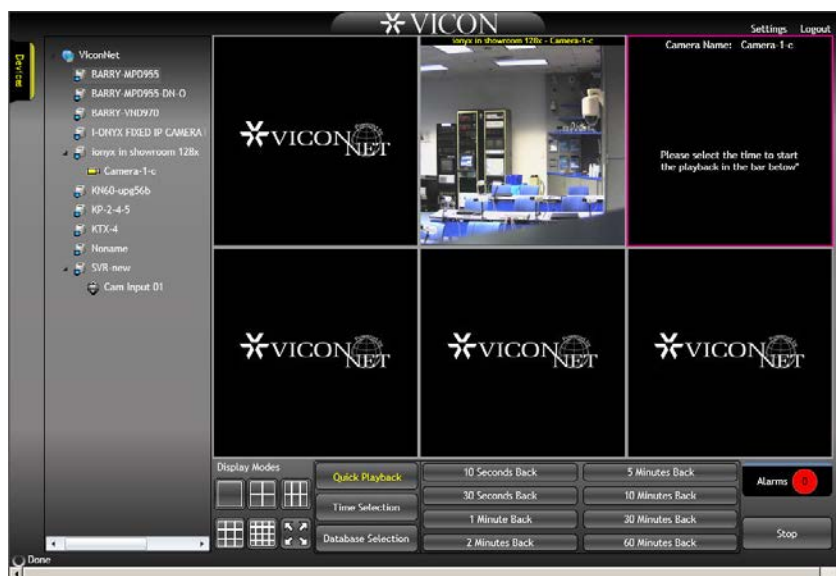 VICON
Settings Logout
Devices
ViconNet
BARRY-MPD955
BARRY-MPD955-DN-O
BARRY-VND970
I-ONYX FIXED IP CAMERA
ionyx in showroom 128x
Camera-1-c
KN60-upg56b
KP-2-4-5
KTX-4
Noname
SVR-new
Cam Input 01
VICONNET
ionyx in showroom 128x - Camera-1-c
Camera Name: Camera-1-c
Please select the time to start
the playback in the bar below"
VICONNET
VICONNET
VICONNET
Display Modes
Quick Playback
Time Selection
Database Selection
10 Seconds Back
30 Seconds Back
1 Minute Back
2 Minutes Back
5 Minutes Back
10 Minutes Back
30 Minutes Back
60 Minutes Back
Alarms 0
Stop
Done